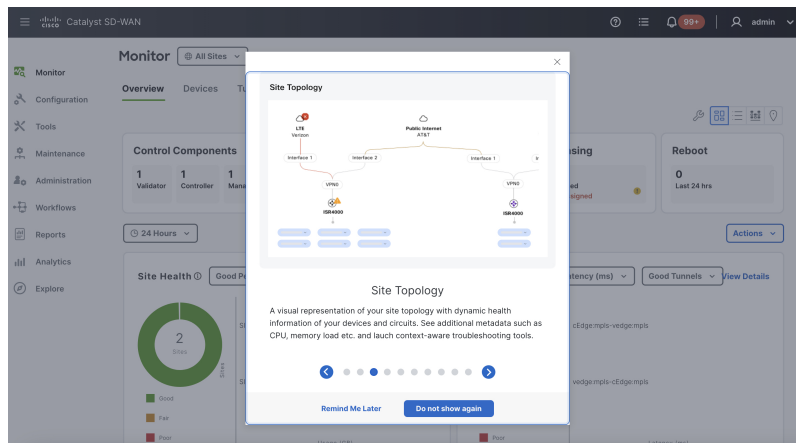 cisco Catalyst SD-WAN
99+
admin
Monitor
All Sites
Monitor
Configuration
Tools
Maintenance
Administration
Workflows
Reports
Analytics
Explore
Overview Devices
Control Components
1 1 1
Validator Controller
Reboot
0
Last 24 hrs
24 Hours
Actions
Site Health
(ms)
Good Tunnels
View Details
2
Sites
Sites
Good
Fair
Poor
cEdge:mpls-vedge:mpls
vedge:mpls-cEdge:mpls
Poor
Site Topology
LTE
Verizon
Public Internet
AT&T
Interface 1
Interface 2
Interface 1
VPN0
VPN0
ISR4000
ISR4000
Site Topology
A visual representation of your site topology with dynamic health
information of your devices and circuits. See additional metadata such as
CPU, memory load etc. and lauch context-aware troubleshooting tools.
Remind Me Later
Do not show again